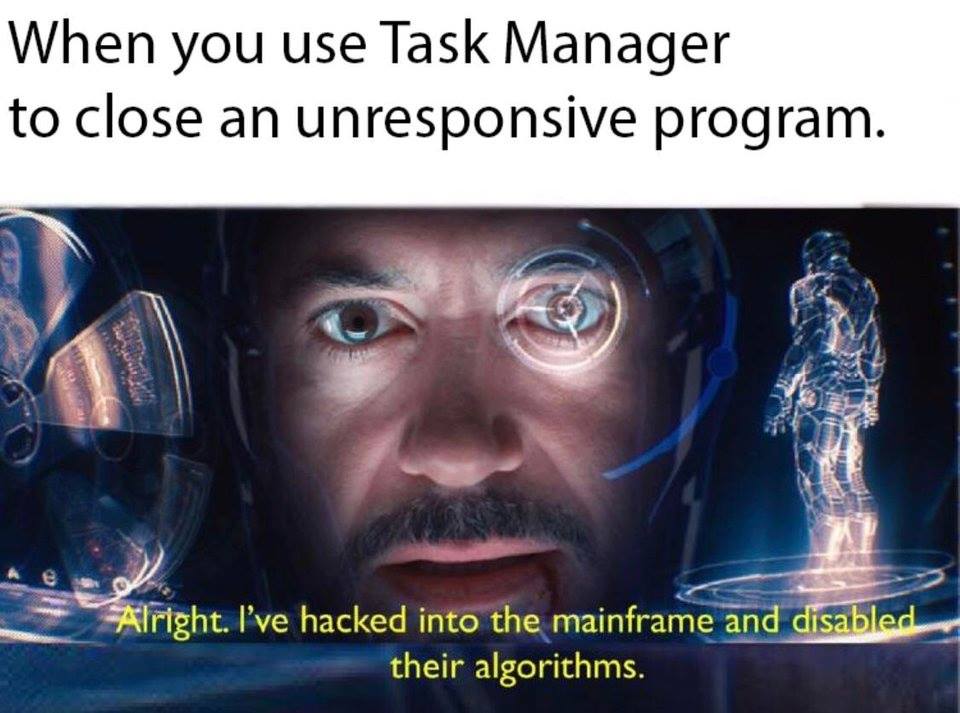 When you use Task Manager
to close an unresponsive program.
Alright. I've hacked into the mainframe and disabled
their algorithms.